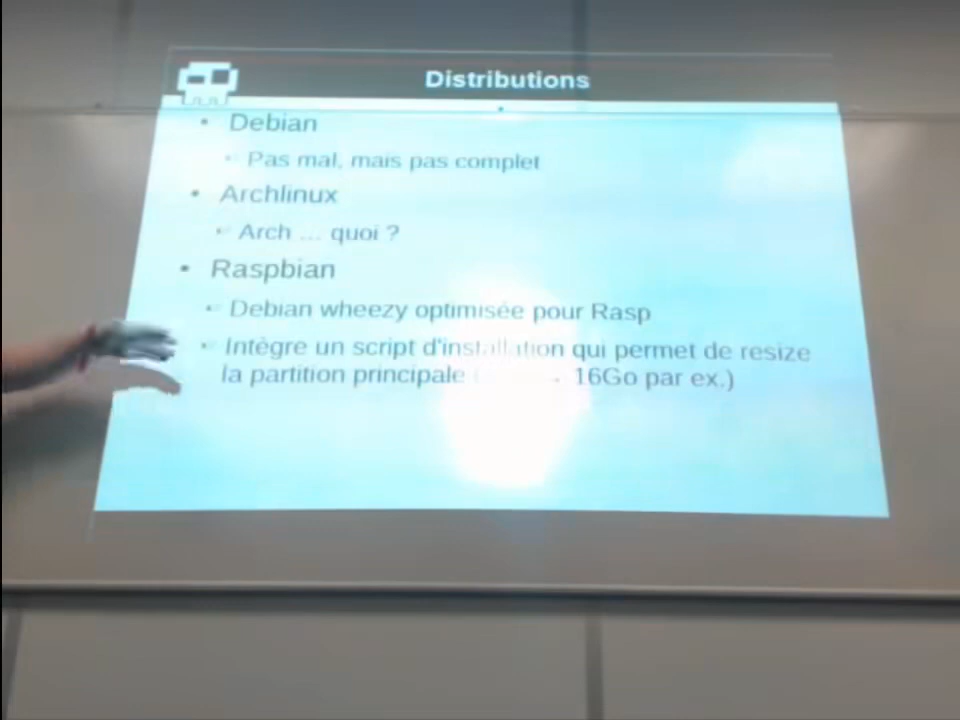 Distributions
• Debian
Pas mal, mais pas complet
• Archlinux
Arch ... quoi ?
• Raspbian
Debian wheezy optimisée pour Rasp
Intègre un script d'installation qui permet de resize
la partition principale ( 16Go par ex.)